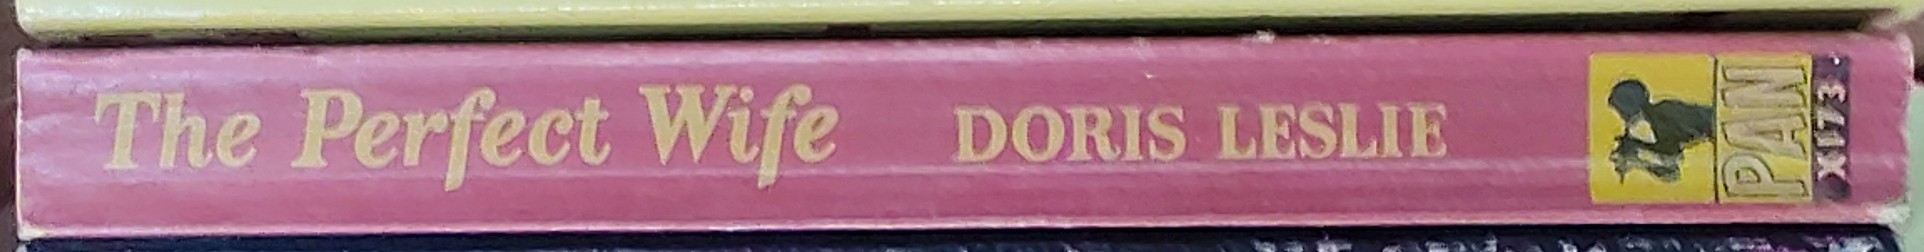 The Perfect Wife DORIS LESLIE
PAN
X173